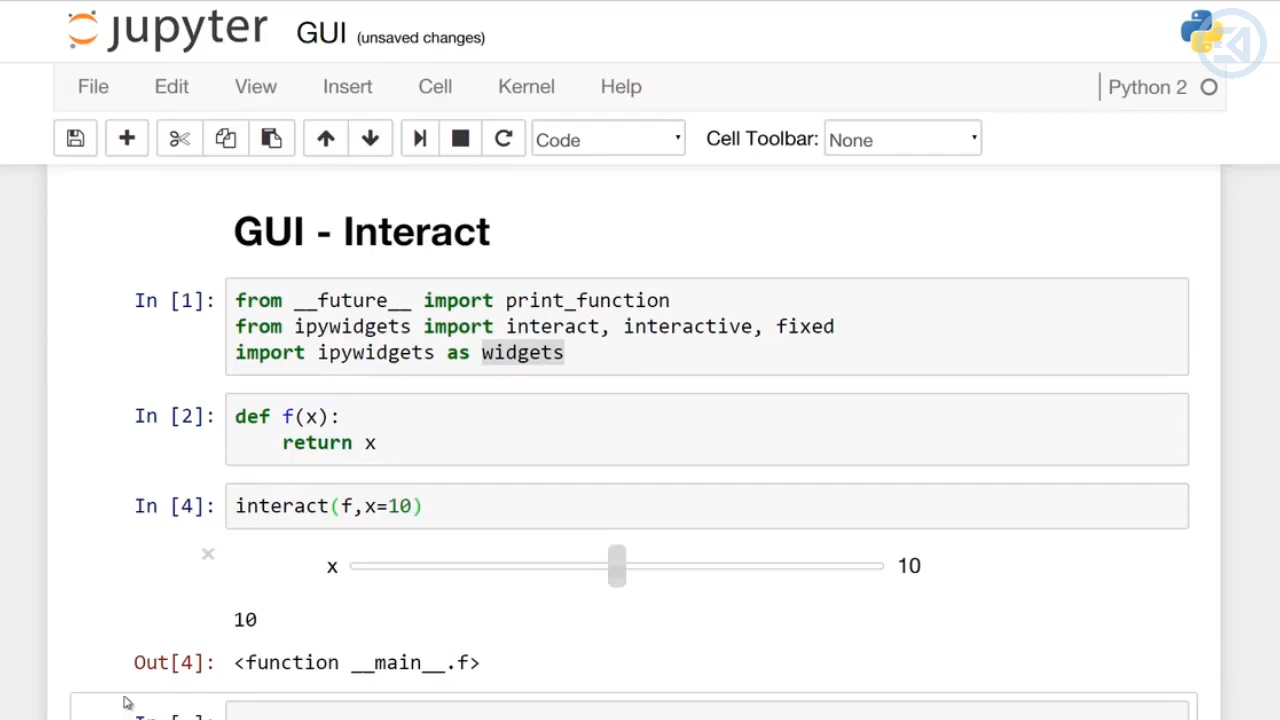 jupyter GUI (unsaved changes)
File Edit View Insert Cell Kernel Help Python 2
Code Cell Toolbar: None
GUI - Interact
In [1]: from __future__ import print_function
from ipywidgets import interact, interactive, fixed
import ipywidgets as widgets
In [2]: def f(x):
return x
In [4]: interact(f,x=10)
x 10
10
Out[4]: <function __main__.f>